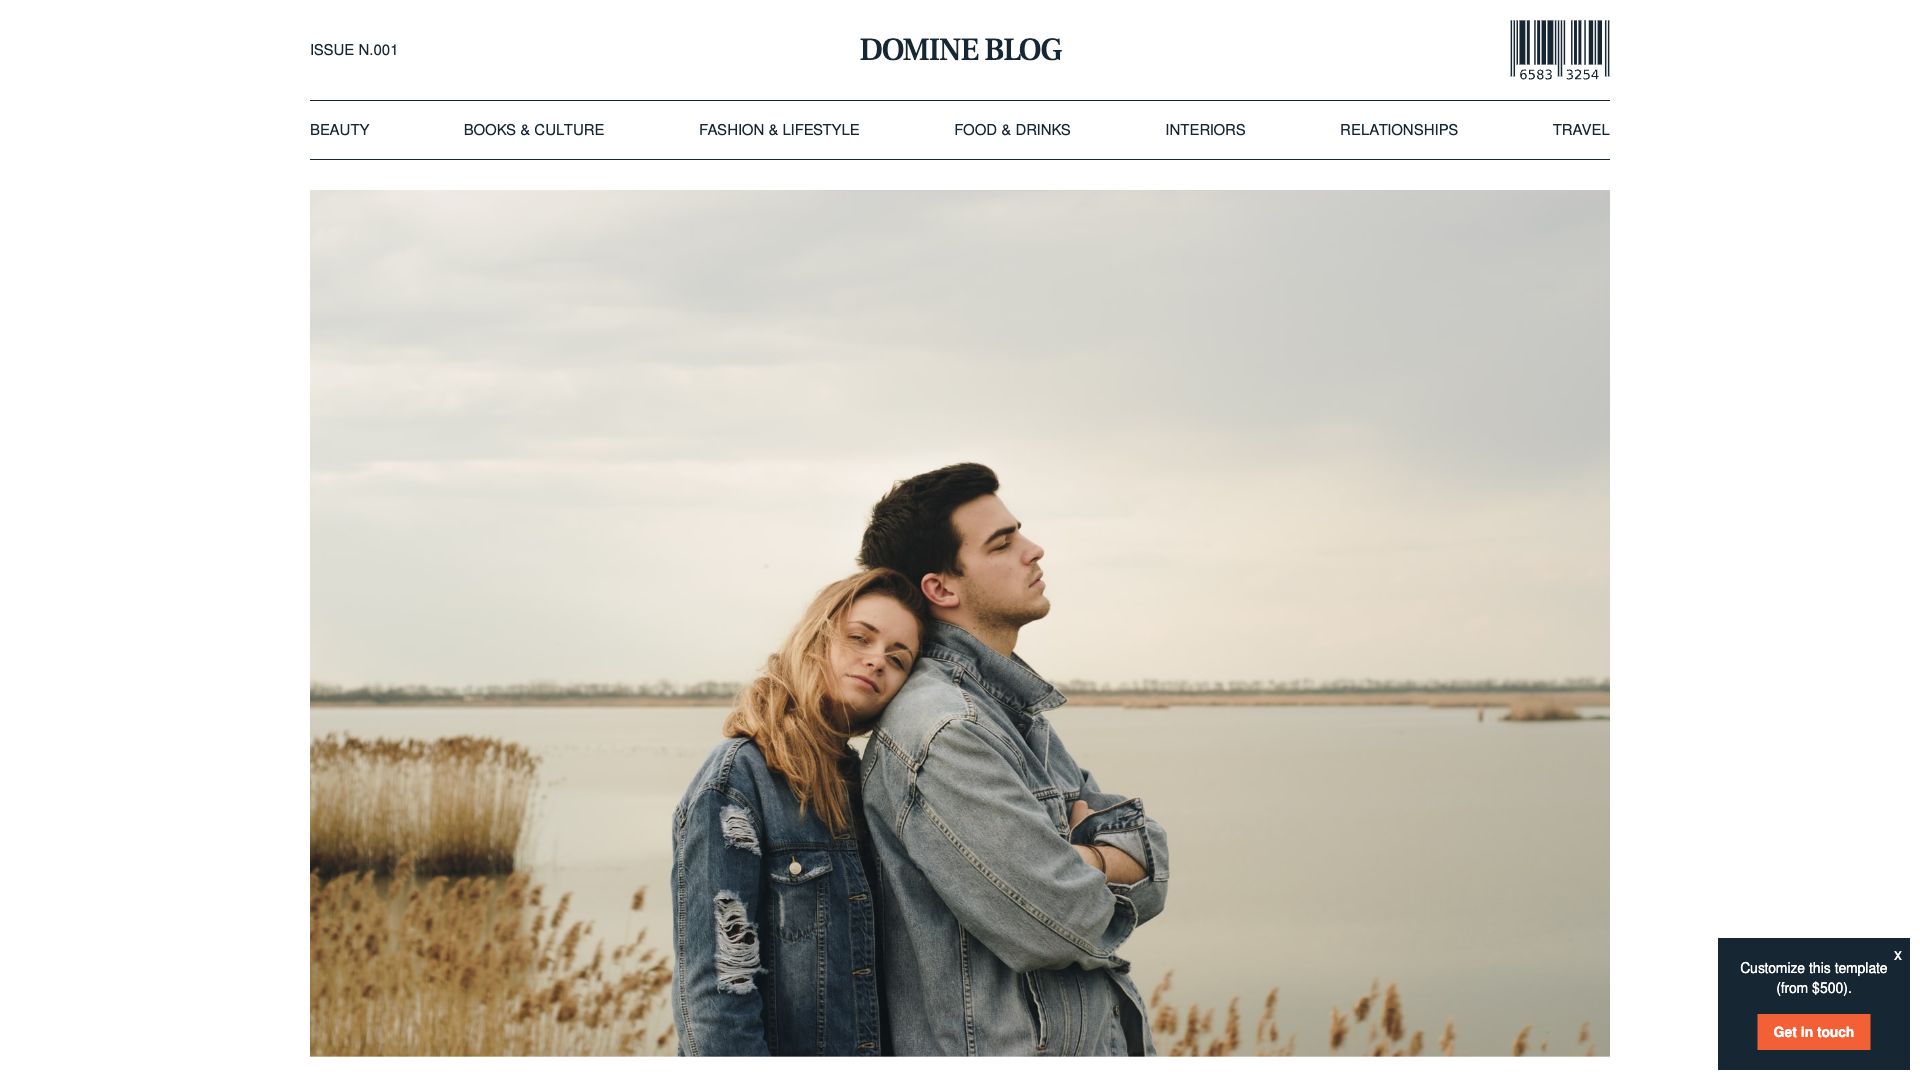 ISSUE N.001
DOMINE BLOG
6583 3254
BEAUTY BOOKS & CULTURE FASHION & LIFESTYLE FOOD & DRINKS INTERIORS RELATIONSHIPS TRAVEL
x
Customize this template
(from $500).
Get in touch